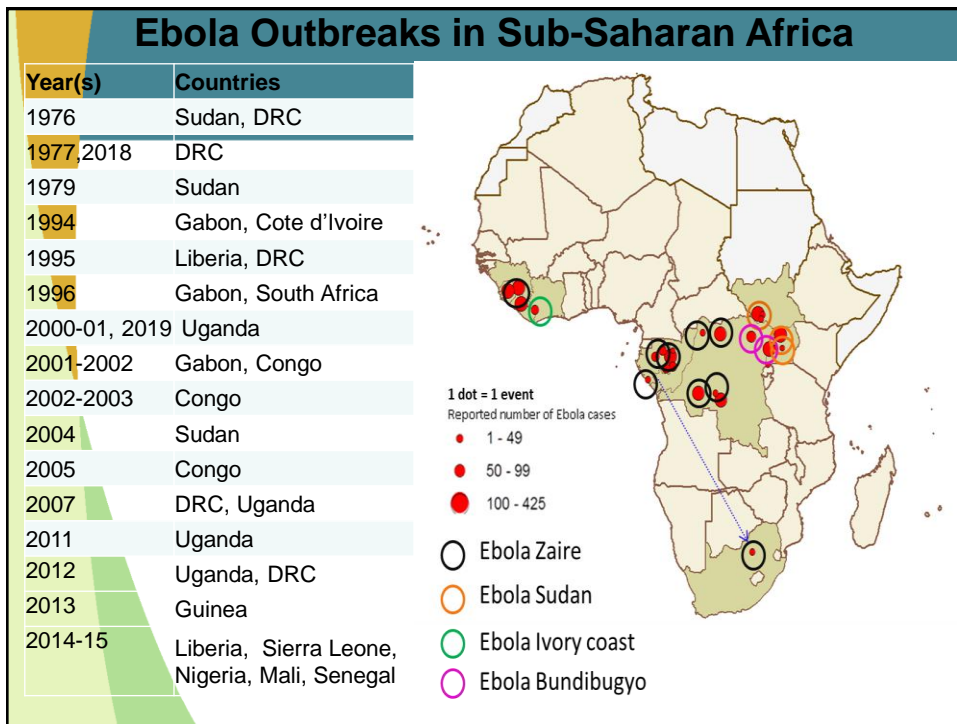 Ebola Outbreaks in Sub-Saharan Africa
Year(s) Countries
1976 Sudan, DRC
1977,2018 DRC
1979 Sudan
1994 Gabon, Cote d’Ivoire
1995 Liberia, DRC
1996 Gabon, South Africa
2000-01, 2019 Uganda
2001-2002 Gabon, Congo
2002-2003 Congo
2004 Sudan
2005 Congo
2007 DRC, Uganda
2011 Uganda
2012 Uganda, DRC
2013 Guinea
2014-15 Liberia, Sierra Leone,
Nigeria, Mali, Senegal
1 dot = 1 event
Reported number of Ebola cases
1 - 49
50 - 99
100 - 425
Ebola Zaire
Ebola Sudan
Ebola Ivory coast
Ebola Bundibugyo